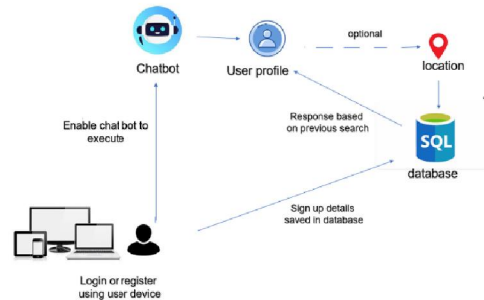 optional
Chatbot
User profile
location
Response based
on previous search
Enable chat bot to
execute
SQL
database
Sign up details
saved in database
Login or register
using user device